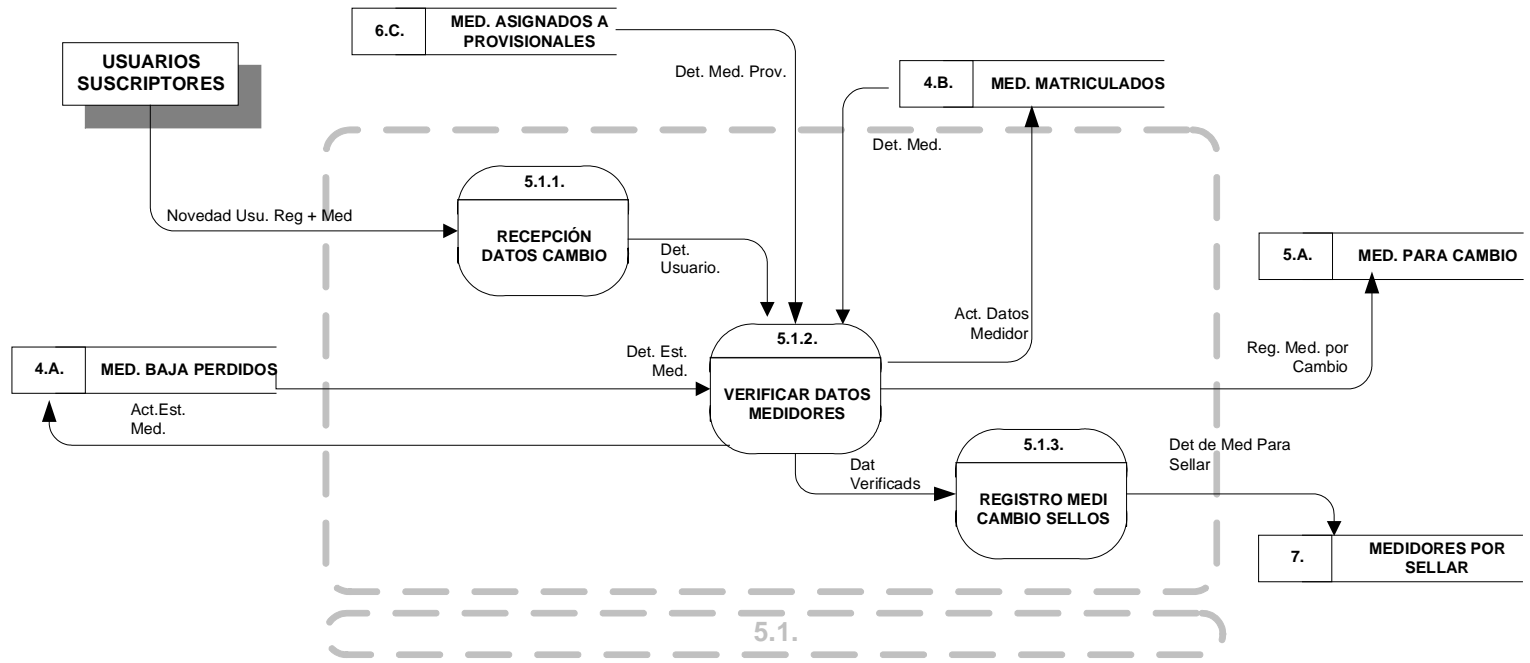 6.C.
MED. ASIGNADOS A
PROVISIONALES
USUARIOS
SUSCRIPTORES
Det. Med. Prov.
4.B.
MED. MATRICULADOS
Det. Med.
5.1.1.
RECEPCIÓN
DATOS CAMBIO
Novedad Usu. Reg + Med
Det.
Usuario.
5.A.
MED. PARA CAMBIO
Act. Datos
Medidor
5.1.2.
VERIFICAR DATOS
MEDIDORES
Det. Est.
Med.
Reg. Med. por
Cambio
4.A.
MED. BAJA PERDIDOS
Act.Est.
Med.
Dat
Verificads
5.1.3.
REGISTRO MEDI
CAMBIO SELLOS
Det de Med Para
Sellar
7.
MEDIDORES POR
SELLAR
5.1.